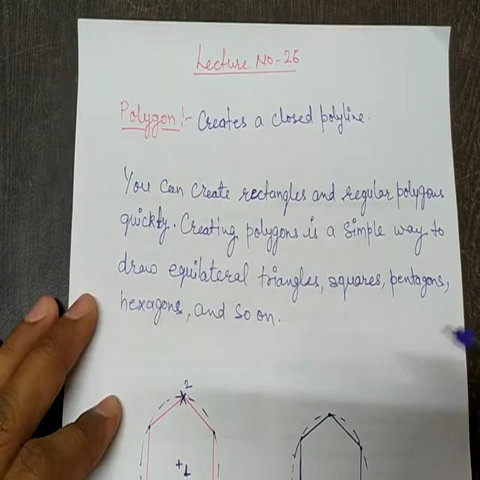 Lecture No-26
Polygon:- Creates a closed polyline.
You can create rectangles and regular polygons
quickly. Creating polygons is a simple way to
draw equilateral triangles, squares, pentagons,
hexagons, and so on.
2
+1